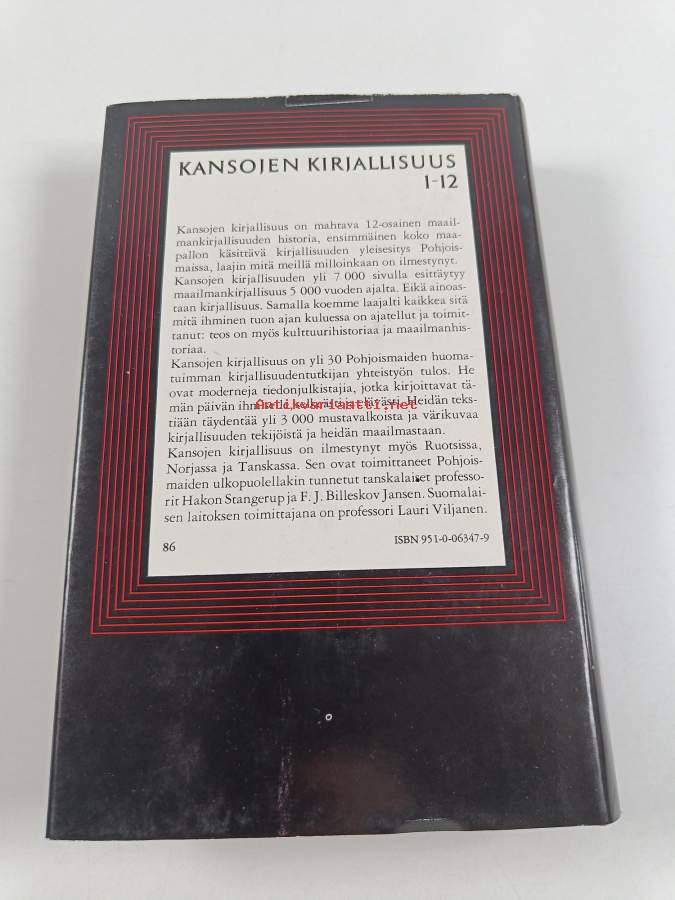 KANSOJEN KIRJALLISUUS
1-12
Kansojen kirjallisuus on mahtava 12-osainen maail-
mankirjallisuuden historia, ensimmäinen koko maa-
pallon käsittävä kirjallisuuden yleisesitys Pohjois-
maissa, laajin mitä meillä milloinkaan on ilmestynyt.
Kansojen kirjallisuuden yli 7 000 sivulla esittäytyy
maailmankirjallisuus 5 000 vuoden ajalta. Eikä ainoas-
taan kirjallisuus. Samalla koemme laajalti kaikkea sitä
mitä ihminen tuon ajan kuluessa on ajatellut ja toimit-
tanut: teos on myös kulttuurihistoriaa ja maailmanhis-
toriaa.
Kansojen kirjallisuus on yli 30 Pohjoismaiden huoma-
tuimman kirjallisuudentutkijan yhteistyön tulos. He
ovat moderneja tiedonjulkistajia, jotka kirjoittavat tä-
män päivän Heidän teks-
Antikvariaatti.net
tiään täydentää yli 3 000 mustavalkoista ja värikuvaa
kirjallisuuden tekijöistä ja heidän maailmastaan.
Kansojen kirjallisuus on ilmestynyt myös Ruotsissa,
Norjassa ja Tanskassa. Sen ovat toimittaneet Pohjois-
maiden ulkopuolellakin tunnetut tanskalaiset professo-
rit Hakon Stangerup ja F. J. Billeskov Jansen. Suomalai-
sen laitoksen toimittajana on professori Lauri Viljanen.
86 ISBN 951-0-06347-9